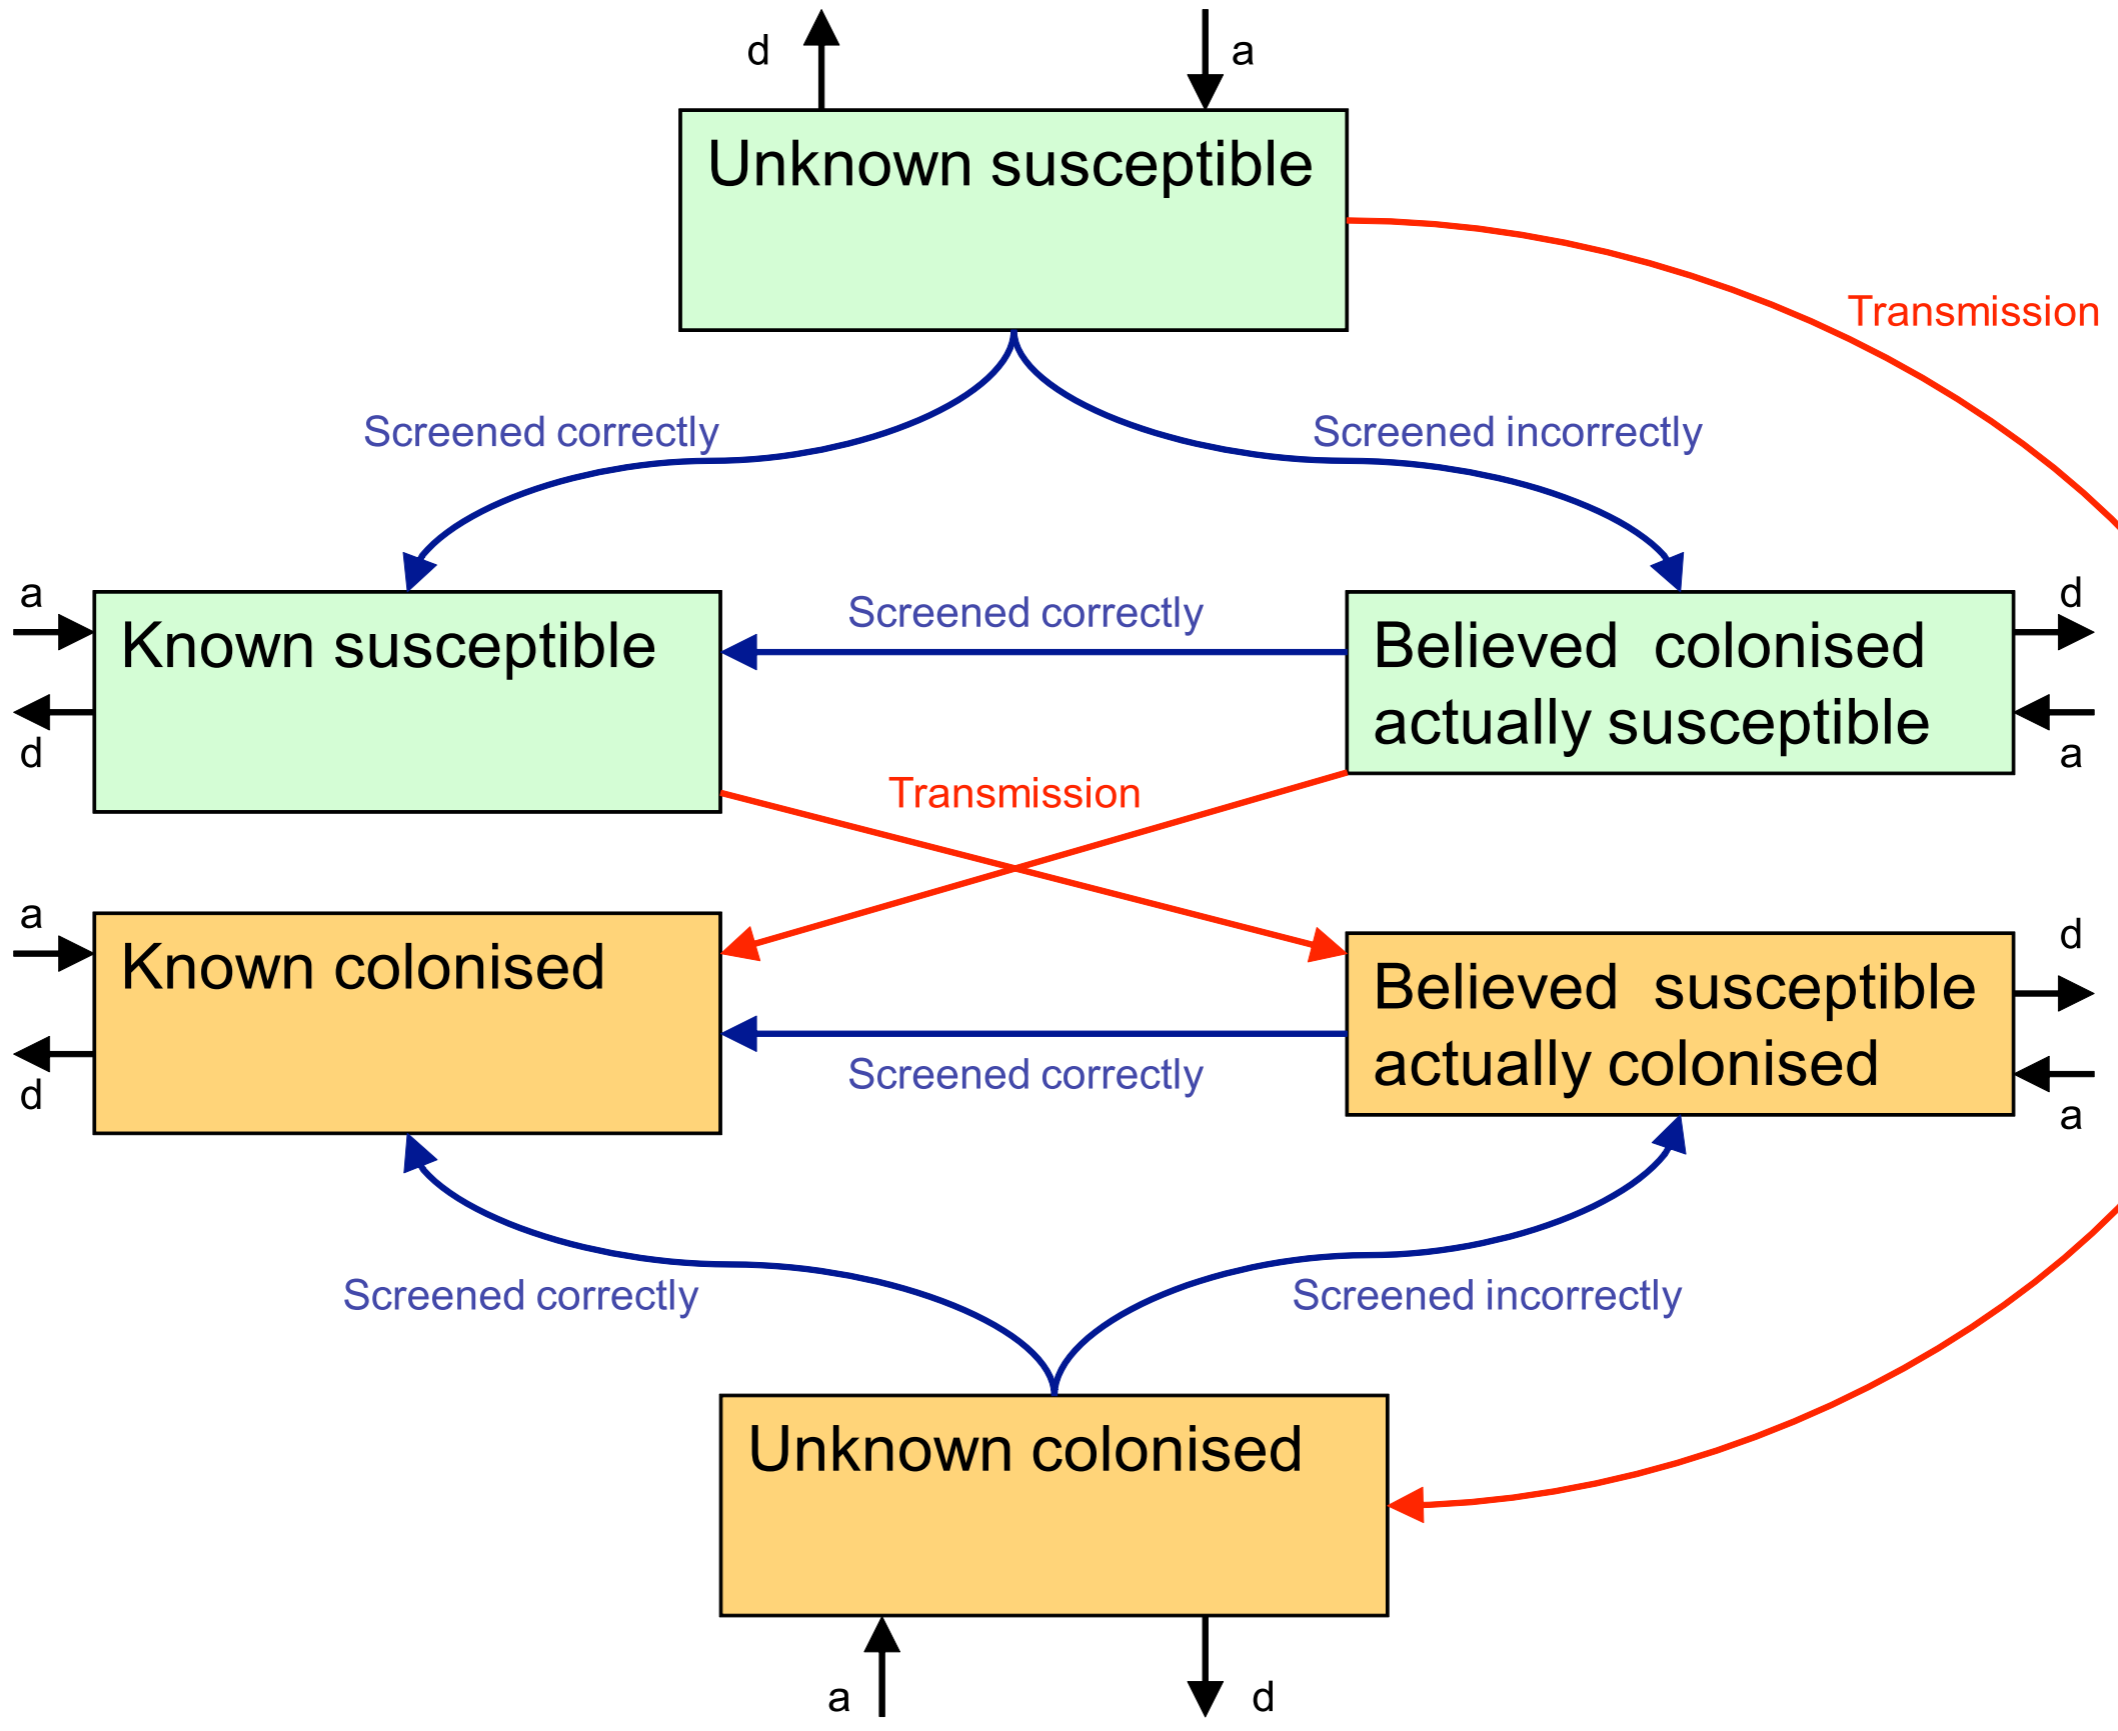 d
a
Unknown susceptible
Transmission
Screened correctly
Screened incorrectly
a
Known susceptible
d
Screened correctly
Believed  colonised
actually susceptible
d
a
Transmission
a
Known colonised
d
Believed  susceptible
actually colonised
d
a
Screened correctly
Screened correctly
Screened incorrectly
Unknown colonised
a
d